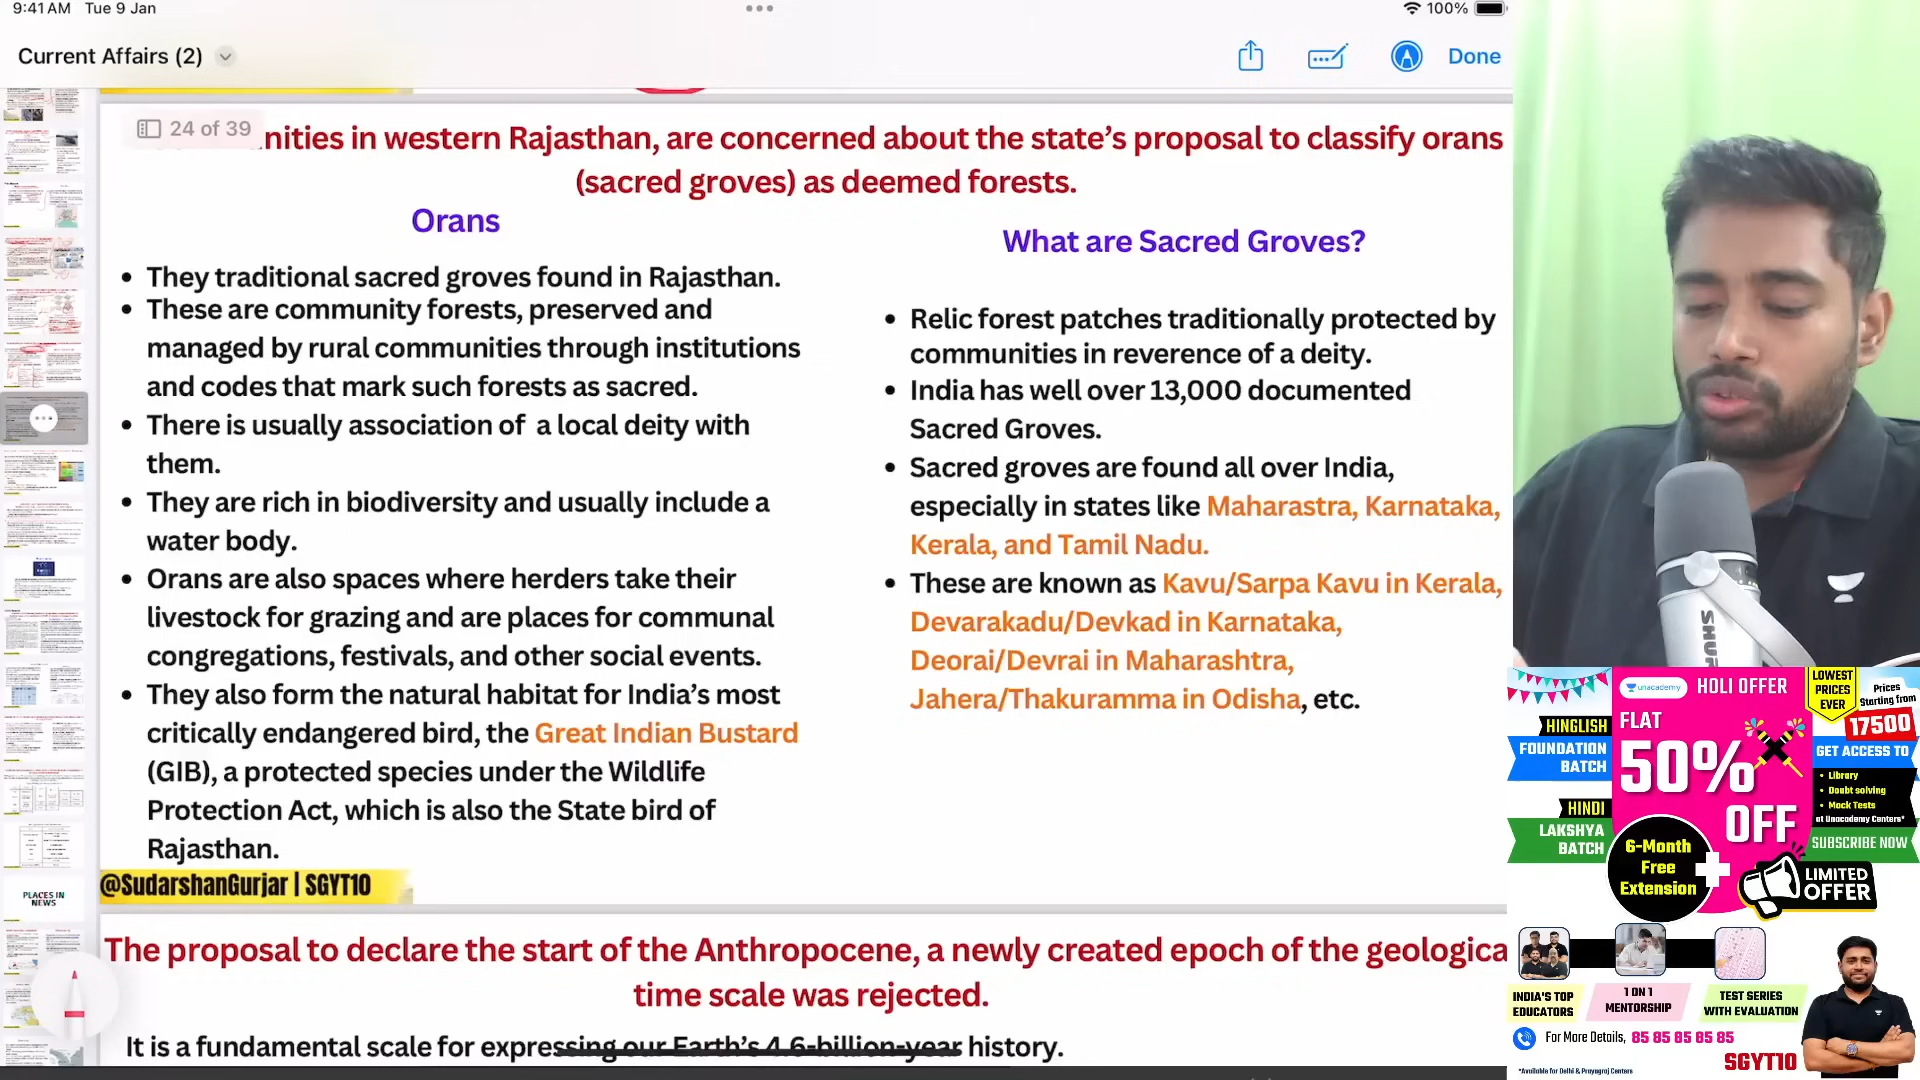 9:41 AM Tue 9 Jan
100%
Current Affairs (2)
Done
24 of 39
nities in western Rajasthan, are concerned about the state’s proposal to classify orans
(sacred groves) as deemed forests.
Orans
They traditional sacred groves found in Rajasthan.
These are community forests, preserved and
managed by rural communities through institutions
and codes that mark such forests as sacred.
There is usually association of a local deity with
them.
They are rich in biodiversity and usually include a
water body.
Orans are also spaces where herders take their
livestock for grazing and are places for communal
congregations, festivals, and other social events.
They also form the natural habitat for India’s most
critically endangered bird, the Great Indian Bustard
(GIB), a protected species under the Wildlife
Protection Act, which is also the State bird of
Rajasthan.
What are Sacred Groves?
Relic forest patches traditionally protected by
communities in reverence of a deity.
India has well over 13,000 documented
Sacred Groves.
Sacred groves are found all over India,
especially in states like Maharastra, Karnataka,
Kerala, and Tamil Nadu.
These are known as Kavu/Sarpa Kavu in Kerala,
Devarakadu/Devkad in Karnataka,
Deorai/Devrai in Maharashtra,
Jahera/Thakuramma in Odisha, etc.
@SudarshanGurjar | SGYT10
The proposal to declare the start of the Anthropocene, a newly created epoch of the geologica
time scale was rejected.
It is a fundamental scale for expressing our Earth’s 4.6-billion-year history.
PLACES IN
NEWS
SHUR
unacademy
HOLI OFFER
LOWEST
PRICES
EVER
Prices
Starting from
17500
HINGLISH
FOUNDATION
BATCH
HINDI
LAKSHYA
BATCH
FLAT
50%
OFF
6-Month
Free
Extension
+
GET ACCESS TO
Library
Doubt solving
Mock Tests
at Unacademy Centers*
SUBSCRIBE NOW
LIMITED
OFFER
INDIA'S TOP
EDUCATORS
1 ON 1
MENTORSHIP
TEST SERIES
WITH EVALUATION
For More Details, 85 85 85 85 85
SGYT10
*Available for Delhi & Prayagraj Centers